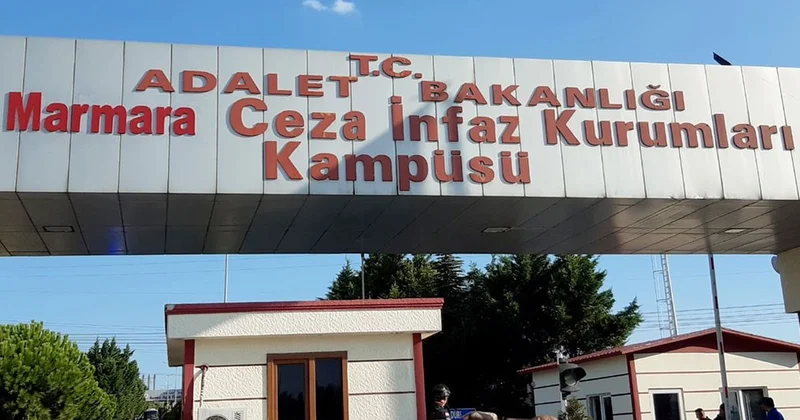 T.C.
ADALET BAKANLIĞI
Marmara Ceza İnfaz Kurumları
Kampüsü